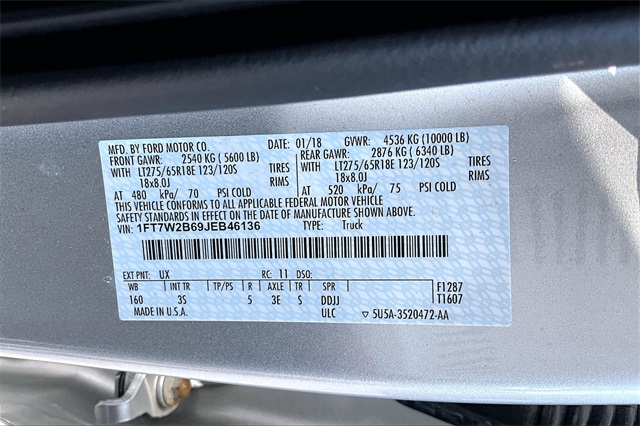 MFD. BY FORD MOTOR CO. DATE: 01/18 GVWR: 4536 KG (10000 LB)
FRONT GAWR: 2540 KG ( 5600 LB) REAR GAWR: 2876 KG ( 6340 LB)
WITH LT275/65R18E 123/120S TIRES WITH LT275/65R18E 123/120S TIRES
18x8.0J RIMS 18x8.0J RIMS
AT 480 kPa/ 70 PSI COLD AT 520 kPa/ 75 PSI COLD
THIS VEHICLE CONFORMS TO ALL APPLICABLE FEDERAL MOTOR VEHICLE
SAFETY STANDARDS IN EFFECT ON THE DATE OF MANUFACTURE SHOWN ABOVE.
VIN: 1FT7W2B69JEB46136 TYPE: Truck
EXT PNT: UX RC: 11 DSO:
WB INT TR TP/PS R AXLE TR SPR F1287
160 3S 5 3E S DDJJ T1607
MADE IN U.S.A. ULC ▽ 5U5A-3520472-AA